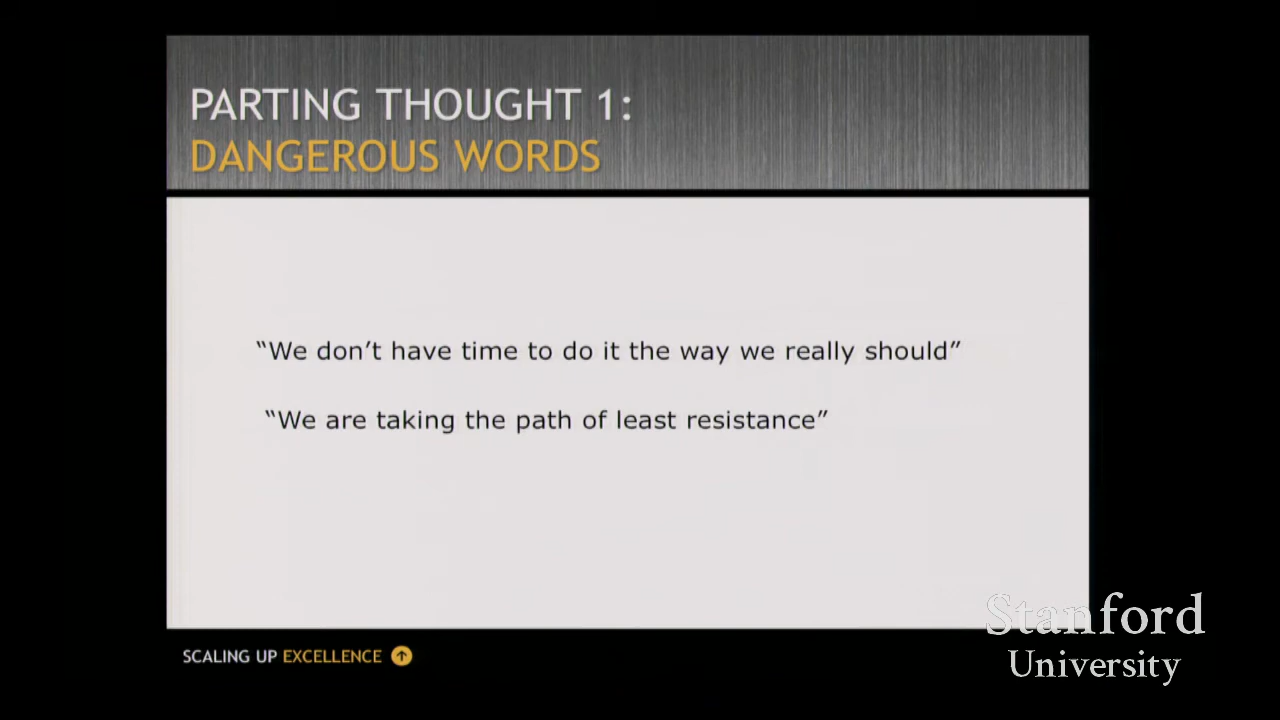 PARTING THOUGHT 1:
DANGEROUS WORDS
“We don’t have time to do it the way we really should”
“We are taking the path of least resistance”
SCALING UP EXCELLENCE
Stanford
University